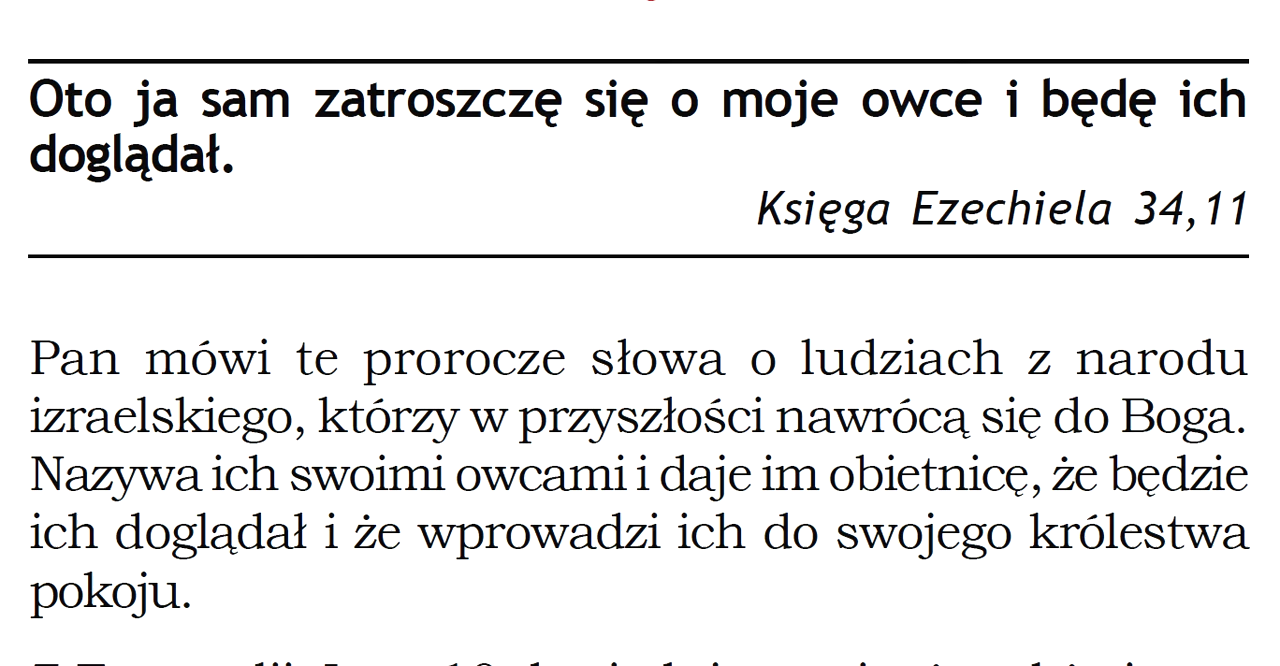 Oto ja sam zatroszczę się o moje owce i będę ich
doglądał.
Księga Ezechiela 34,11
Pan mówi te prorocze słowa o ludziach z narodu
izraelskiego, którzy w przyszłości nawrócą się do Boga.
Nazywa ich swoimi owcami i daje im obietnicę, że będzie
ich doglądał i że wprowadzi ich do swojego królestwa
pokoju.